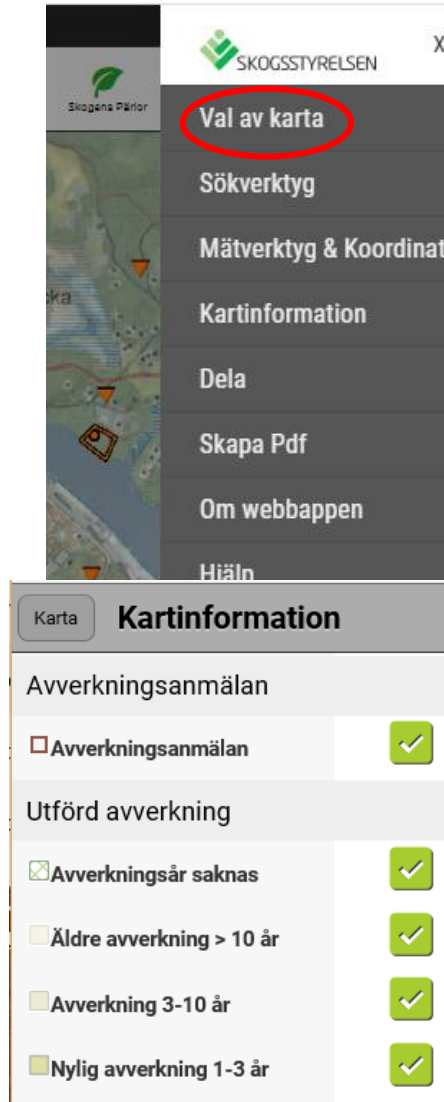 SKOGSSTYRELSEN
X
Skogens Pärlor
Val av karta
Sökverktyg
Mätverktyg & Koordinat
cka
Kartinformation
Dela
Skapa Pdf
Om webbappen
Hjälp
Karta
Kartinformation
Avverkningsanmälan
Avverkningsanmälan
Utförd avverkning
Avverkningsår saknas
Äldre avverkning > 10 år
Avverkning 3-10 år
Nylig avverkning 1-3 år